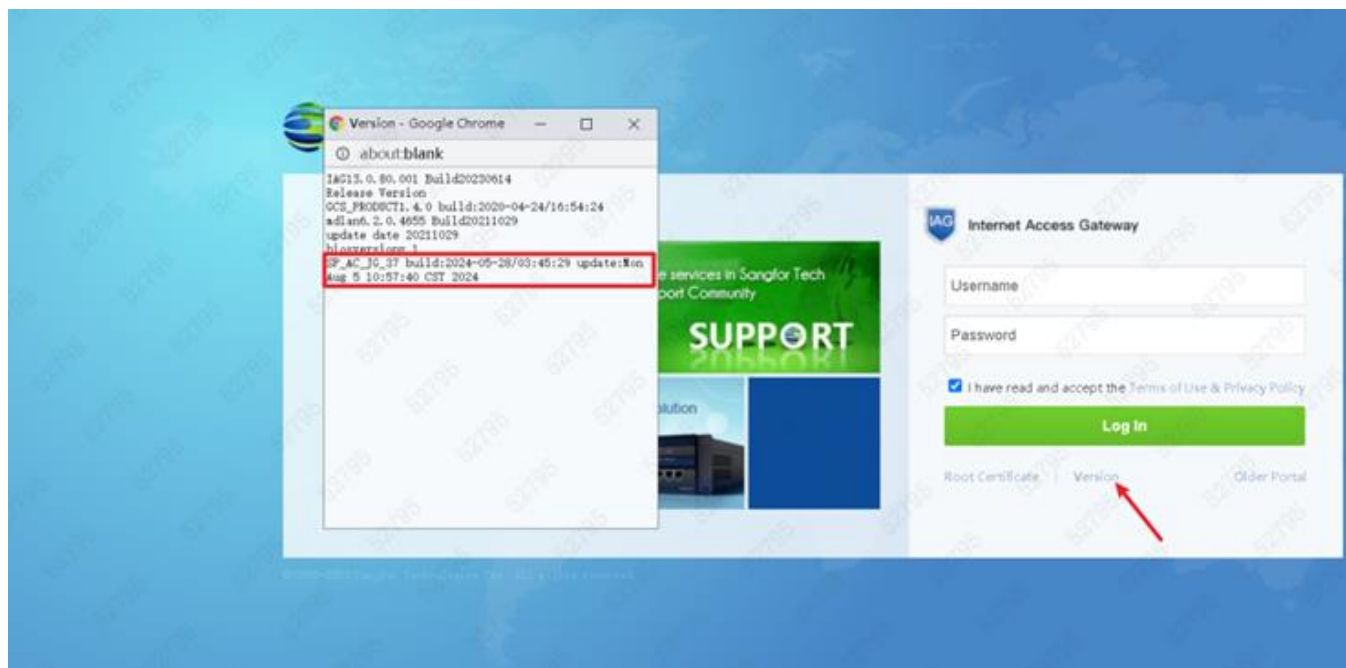 Version - Google Chrome
about:blank
IAG13.0.80.001 Build20230614
Release Version
GCS_PRODUCT1.4.0 build:2020-04-24/16:54:24
adlan6.2.0.4655 Build20211029
update date 20211029
SP_AC_JG_37 build:2024-05-28/03:45:29 update:Mon
Aug 5 10:57:40 CST 2024
e services in Sangfor Tech
port Community
SUPPORT
olution
IAG Internet Access Gateway
Username
Password
I have read and accept the Terms of Use & Privacy Policy
Log In
Root Certificate | Version
Older Portal
52795